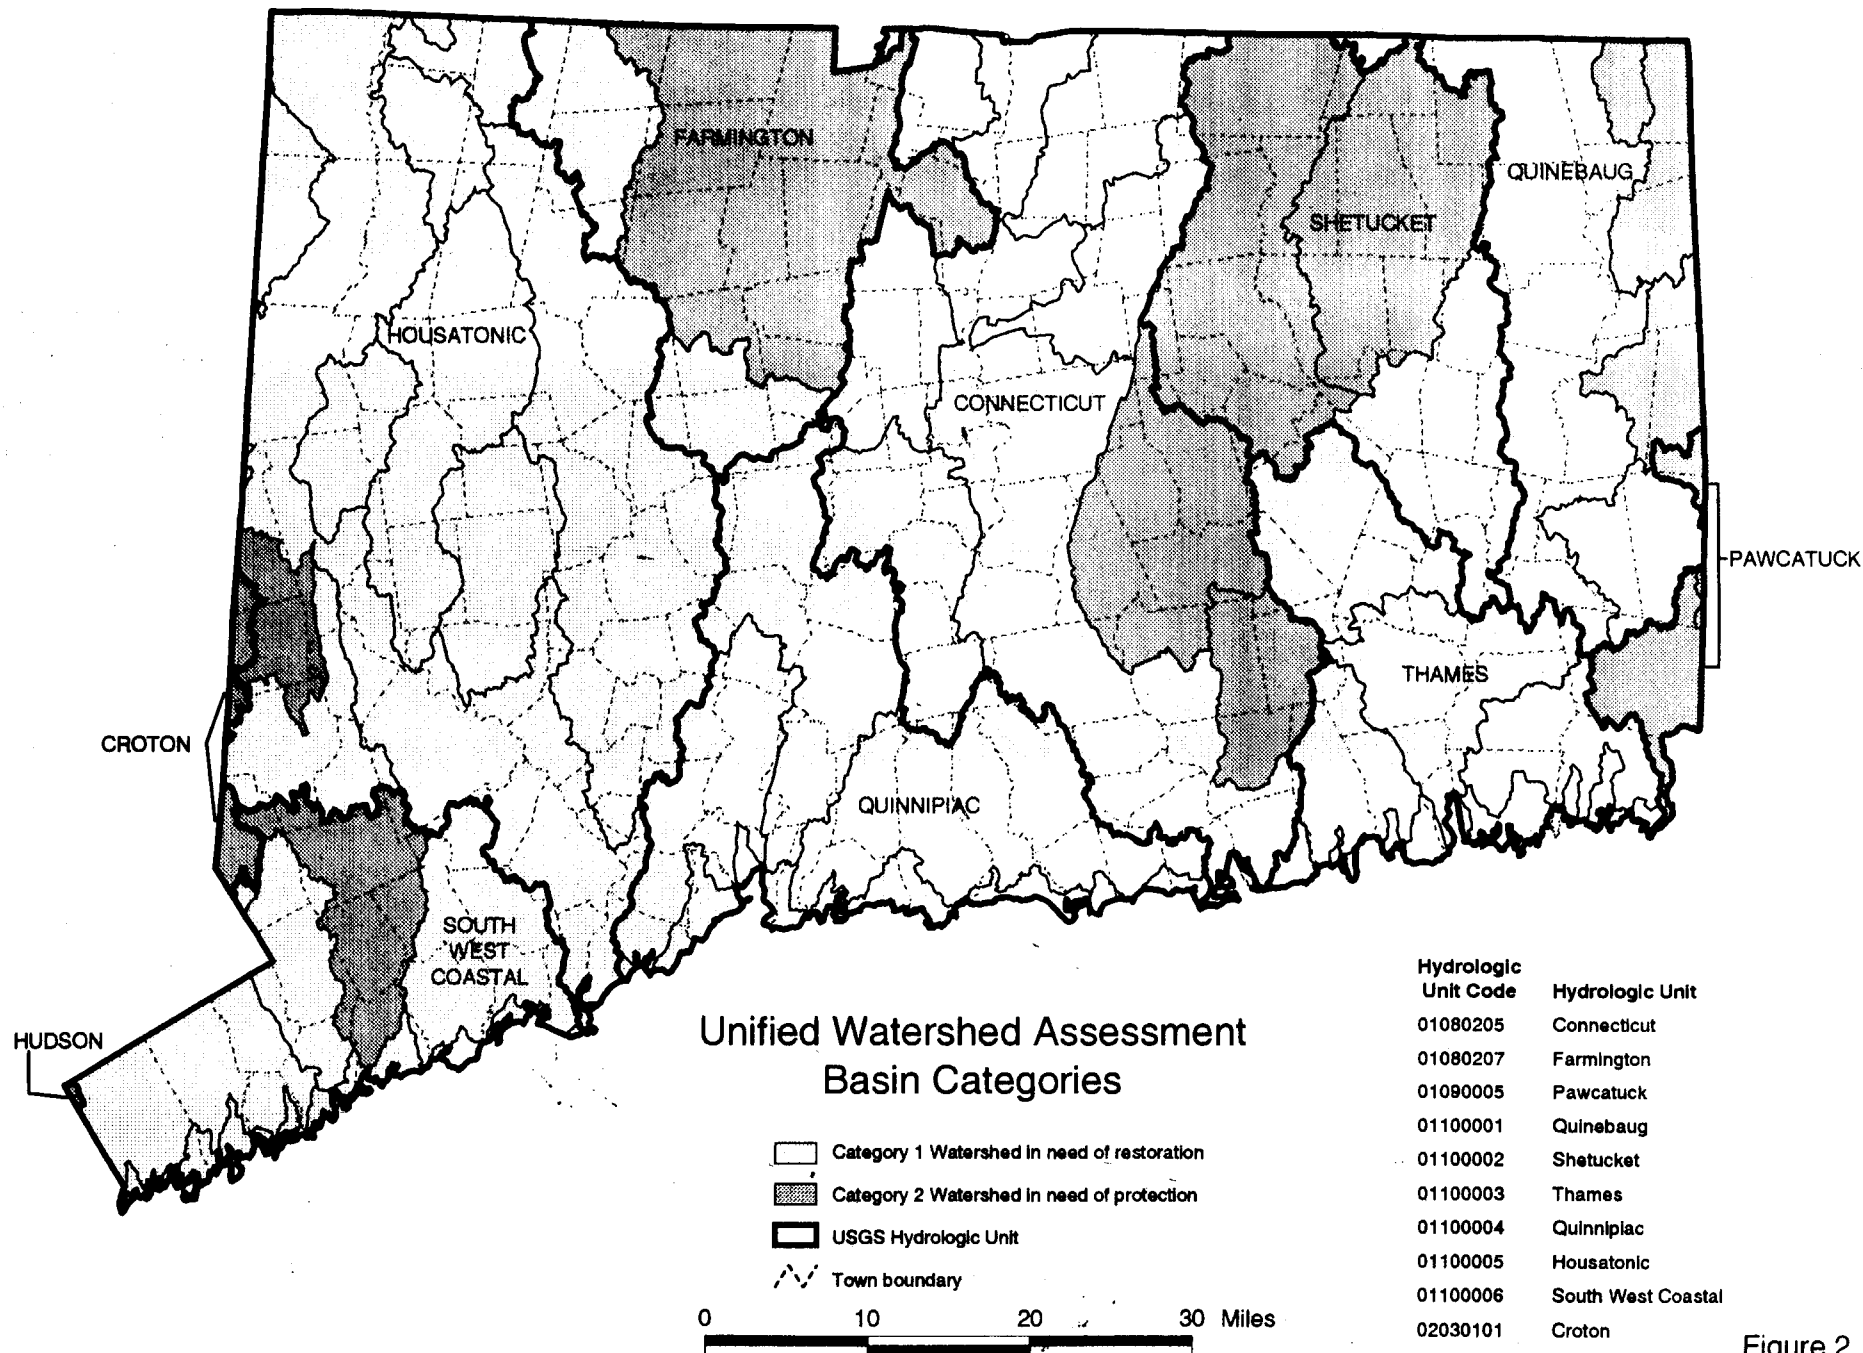 FARMINGTON
QUINEBAUG
SHETUCKET
HOUSATONIC
CONNECTICUT
PAWCATUCK
THAMES
CROTON
QUINNIPIAC
SOUTH
WEST
COASTAL
HUDSON
Unified Watershed Assessment
Basin Categories
Category 1 Watershed in need of restoration
Category 2 Watershed in need of protection
USGS Hydrologic Unit
Town boundary
0 10 20 30 Miles
Hydrologic
Unit Code Hydrologic Unit
01080205 Connecticut
01080207 Farmington
01090005 Pawcatuck
01100001 Quinebaug
01100002 Shetucket
01100003 Thames
01100004 Quinnipiac
01100005 Housatonic
01100006 South West Coastal
02030101 Croton
Figure 2